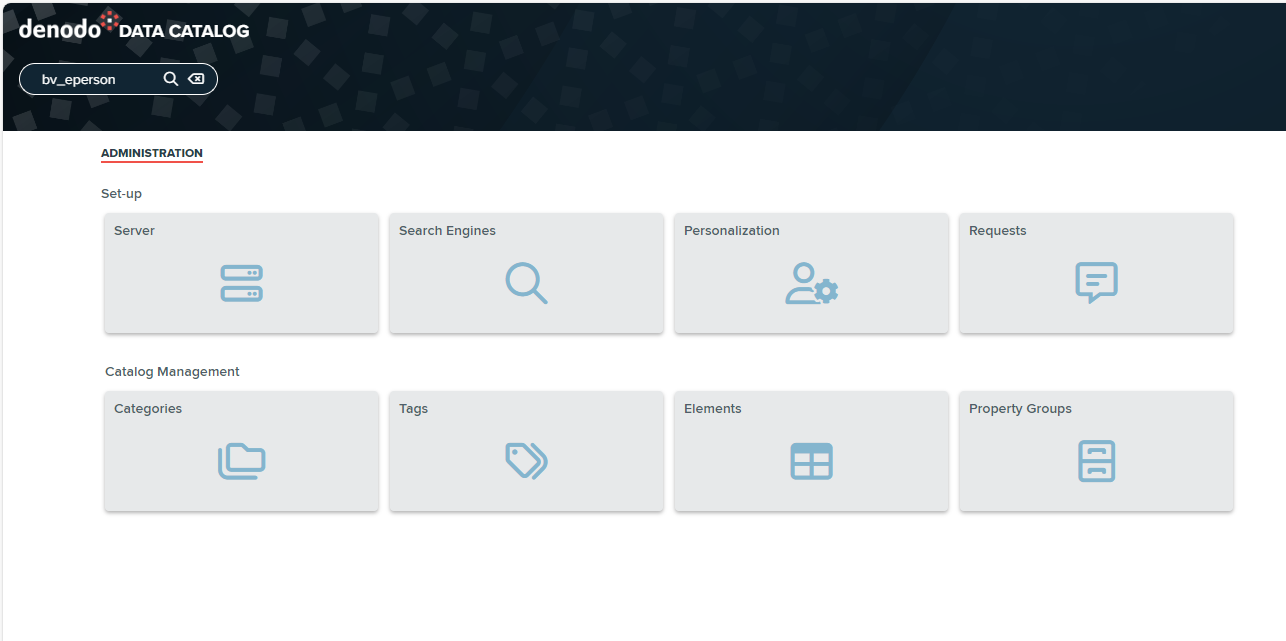 denodo DATA CATALOG
bv_eperson
ADMINISTRATION
Set-up
Server
Search Engines
Personalization
Requests
Catalog Management
Categories
Tags
Elements
Property Groups